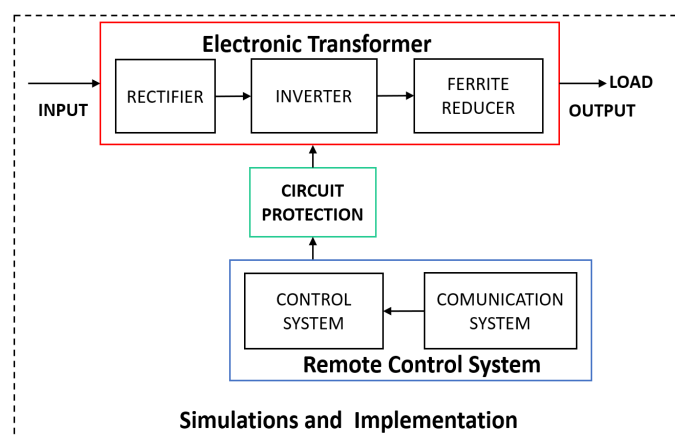 Electronic Transformer
INPUT
RECTIFIER
INVERTER
FERRITE
REDUCER
LOAD
OUTPUT
CIRCUIT
PROTECTION
CONTROL
SYSTEM
COMUNICATION
SYSTEM
Remote Control System
Simulations and Implementation